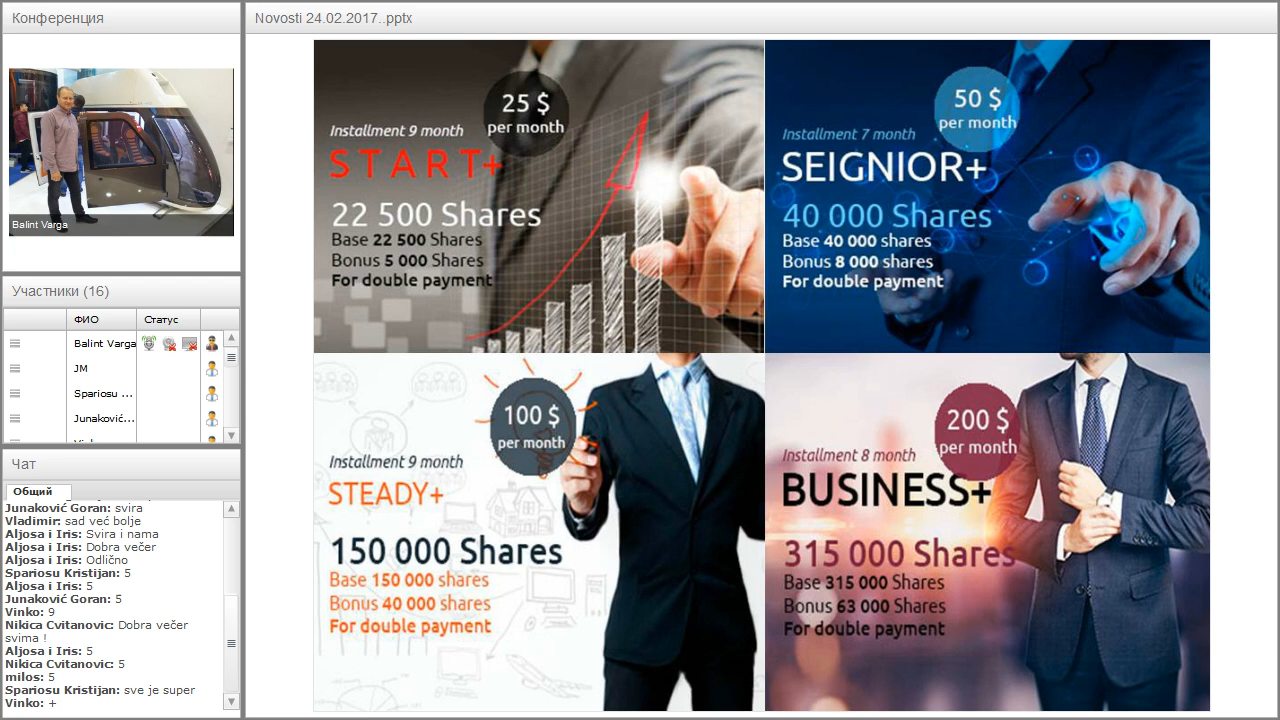 Конференция
Balint Varga
Участники (16)
ФИО Статус
Balint Varga
JM
Spariosu ...
Junaković...
Чат
Общий
Junaković Goran: svira
Vladimir: sad već bolje
Aljosa i Iris: Svira i nama
Aljosa i Iris: Dobra večer
Aljosa i Iris: Odlično
Spariosu Kristijan: 5
Aljosa i Iris: 5
Junaković Goran: 5
Vinko: 9
Nikica Cvitanovic: Dobra večer
svima !
Aljosa i Iris: 5
Nikica Cvitanovic: 5
milos: 5
Spariosu Kristijan: sve je super
Vinko: +
Novosti 24.02.2017..pptx
25 $
per month
Installment 9 month
START+
22 500 Shares
Base 22 500 Shares
Bonus 5 000 Shares
For double payment
50 $
per month
Installment 7 month
SEIGNIOR+
40 000 Shares
Base 40 000 shares
Bonus 8 000 shares
For double payment
100 $
per month
Installment 9 month
STEADY+
150 000 Shares
Base 150 000 shares
Bonus 40 000 shares
For double payment
200 $
per month
Installment 8 month
BUSINESS+
315 000 Shares
Base 315 000 Shares
Bonus 63 000 Shares
For double payment